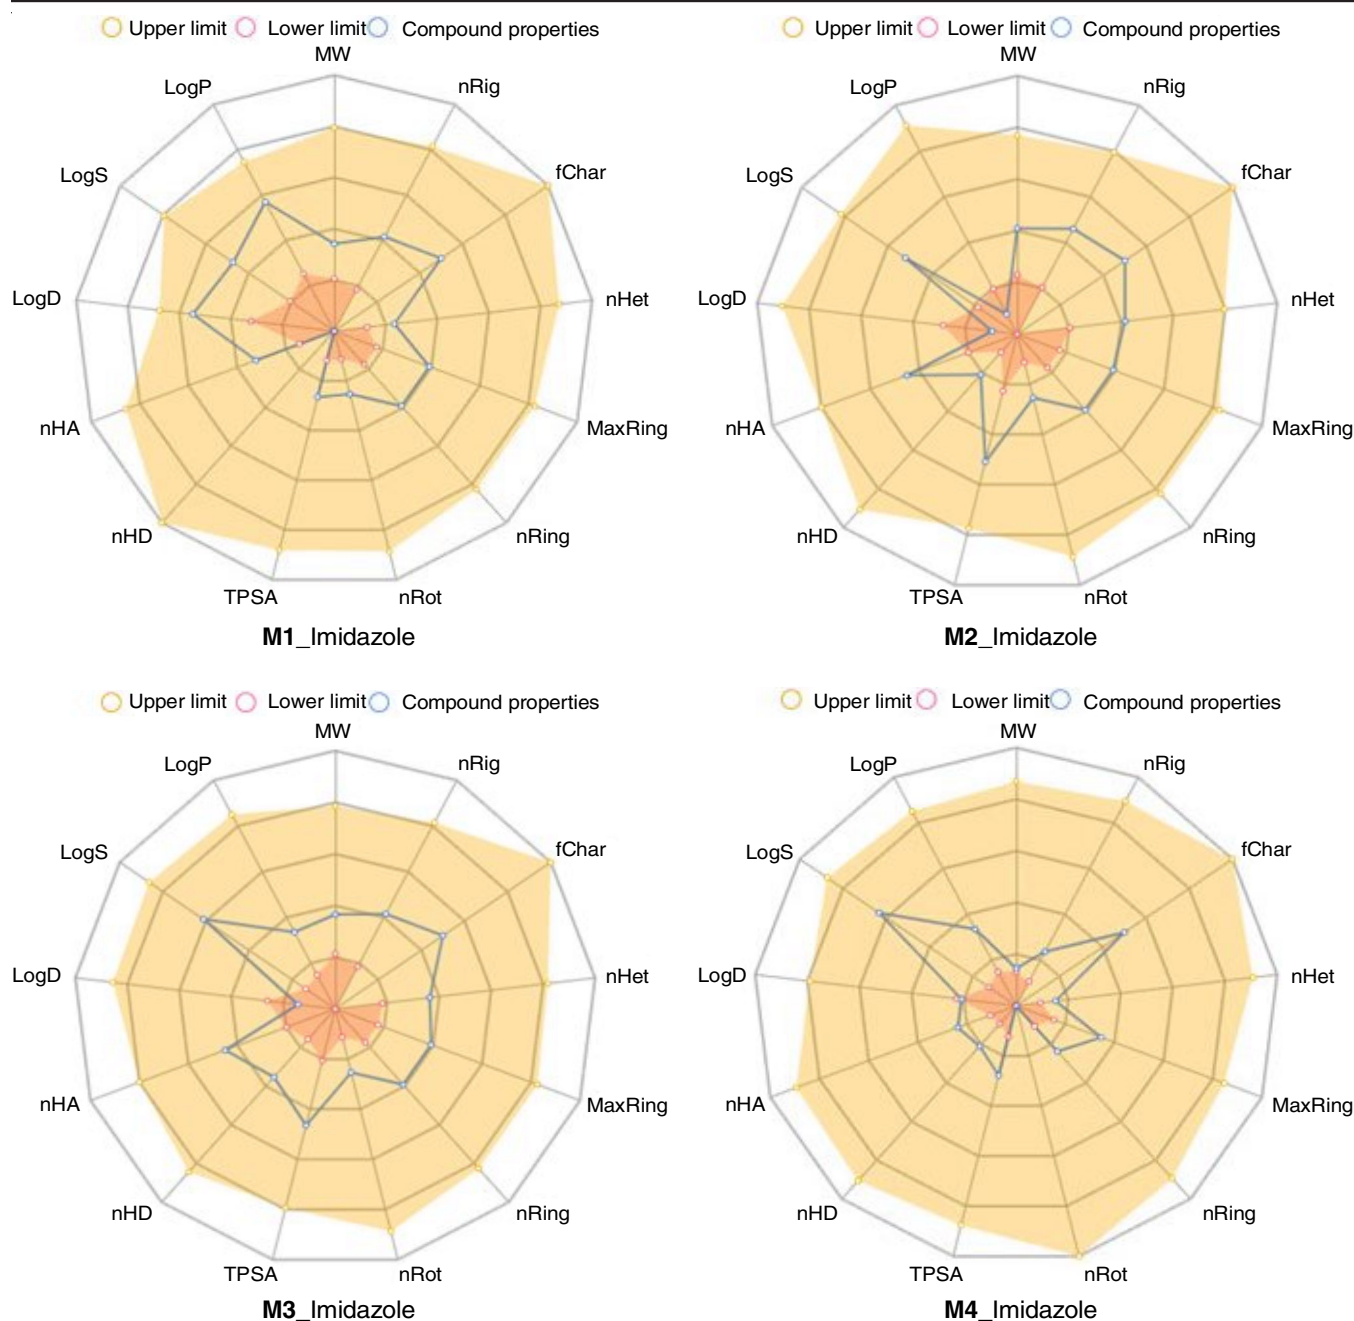 Upper limit Lower limit Compound properties
MW
nRig
fChar
nHet
MaxRing
nRing
nRot
TPSA
nHD
nHA
LogD
LogS
LogP
M1_Imidazole
Upper limit Lower limit Compound properties
MW
nRig
fChar
nHet
MaxRing
nRing
nRot
TPSA
nHD
nHA
LogD
LogS
LogP
M2_Imidazole
Upper limit Lower limit Compound properties
MW
nRig
fChar
nHet
MaxRing
nRing
nRot
TPSA
nHD
nHA
LogD
LogS
LogP
M3_Imidazole
Upper limit Lower limit Compound properties
MW
nRig
fChar
nHet
MaxRing
nRing
nRot
TPSA
nHD
nHA
LogD
LogS
LogP
M4_Imidazole